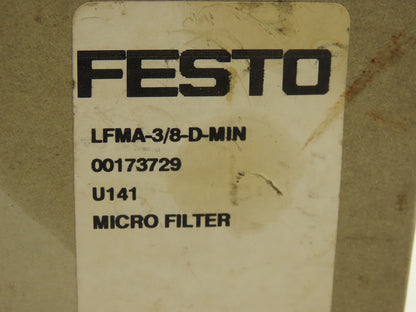 FESTO
LFMA-3/8-D-MIN
00173729
U141
MICRO FILTER